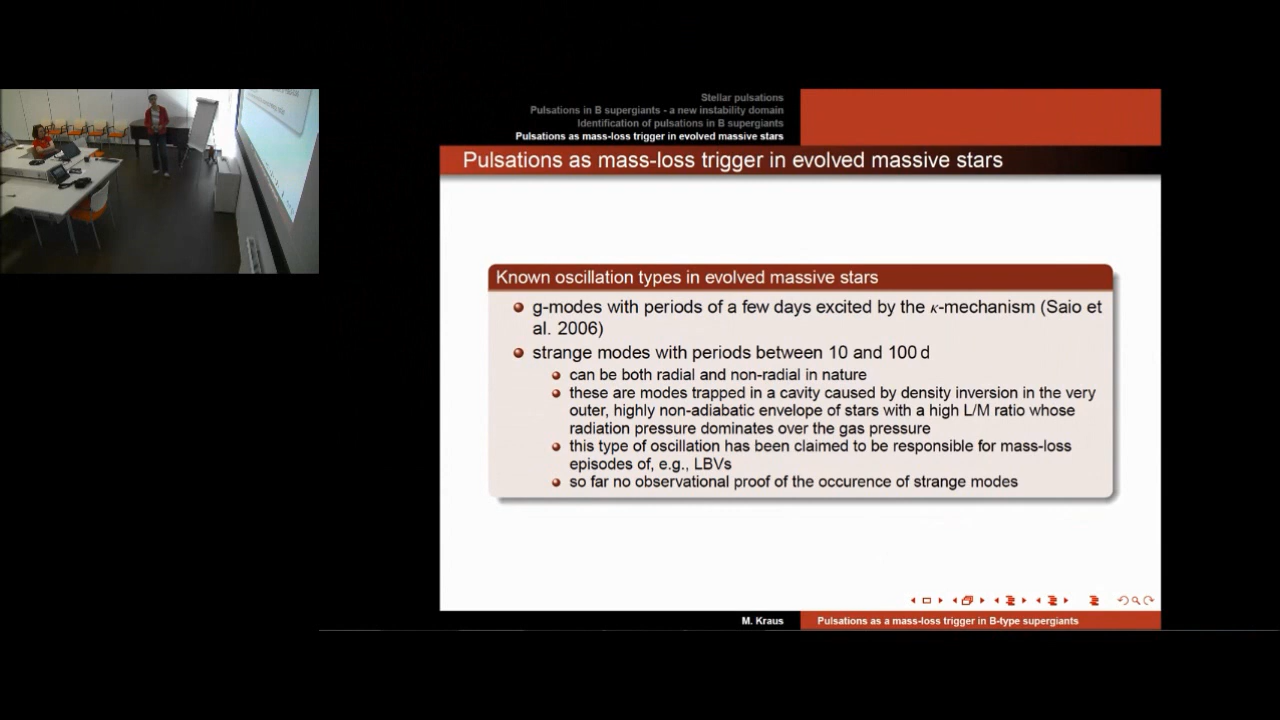 Stellar pulsations
Pulsations in B supergiants - a new instability domain
Identification of pulsations in B supergiants
Pulsations as mass-loss trigger in evolved massive stars
Pulsations as mass-loss trigger in evolved massive stars
Known oscillation types in evolved massive stars
g-modes with periods of a few days excited by the κ-mechanism (Saio et
al. 2006)
strange modes with periods between 10 and 100 d
can be both radial and non-radial in nature
these are modes trapped in a cavity caused by density inversion in the very
outer, highly non-adiabatic envelope of stars with a high L/M ratio whose
radiation pressure dominates over the gas pressure
this type of oscillation has been claimed to be responsible for mass-loss
episodes of, e.g., LBVs
so far no observational proof of the occurence of strange modes
M. Kraus
Pulsations as a mass-loss trigger in B-type supergiants